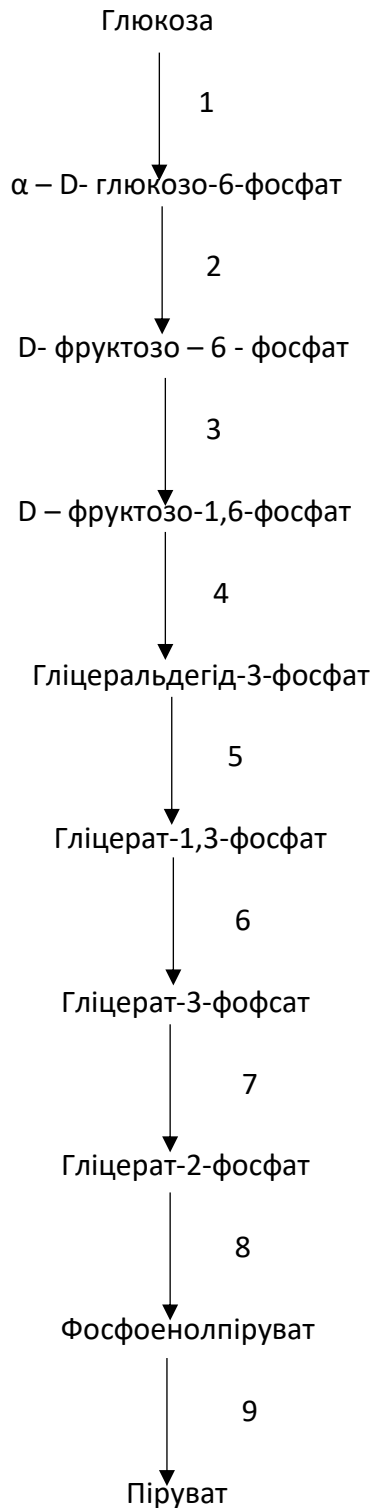 Глюкоза
1
α – D- глюкозо-6-фосфат
2
D- фруктозо – 6 - фосфат
3
D – фруктозо-1,6-фосфат
4
Гліцеральдегід-3-фосфат
5
Гліцерат-1,3-фосфат
6
Гліцерат-3-фофсат
7
Гліцерат-2-фосфат
8
Фосфоенолпіруват
9
Піруват